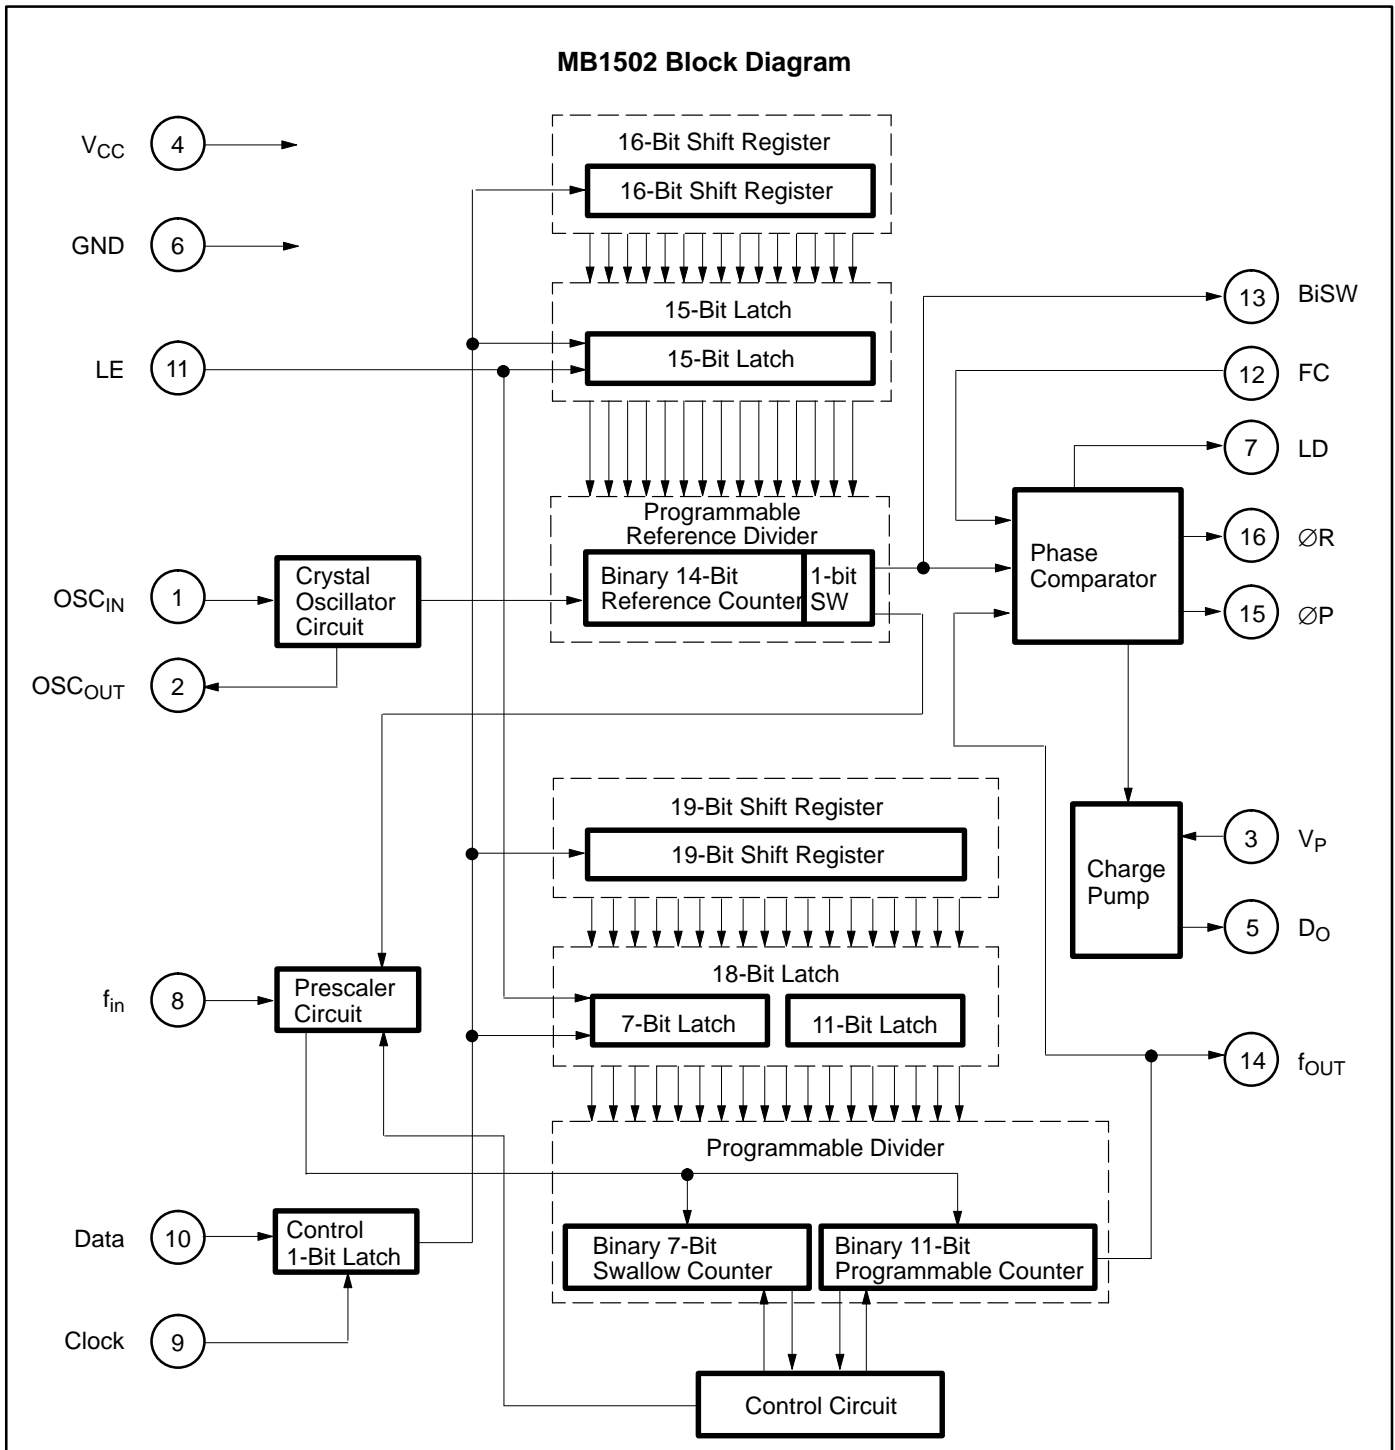 MB1502 Block Diagram
VCC
4
GND
6
LE
11
OSCIN
1
OSCOUT
2
fin
8
Data
10
Clock
9
16-Bit Shift Register
16-Bit Shift Register
15-Bit Latch
15-Bit Latch
Programmable
Reference Divider
Binary 14-Bit
Reference Counter
1-bit
SW
Crystal
Oscillator
Circuit
19-Bit Shift Register
19-Bit Shift Register
18-Bit Latch
7-Bit Latch
11-Bit Latch
Prescaler
Circuit
Programmable Divider
Binary 7-Bit
Swallow Counter
Binary 11-Bit
Programmable Counter
Control
1-Bit Latch
Control Circuit
Phase
Comparator
Charge
Pump
13
BiSW
12
FC
7
LD
16
∅R
15
∅P
3
VP
5
DO
14
fOUT